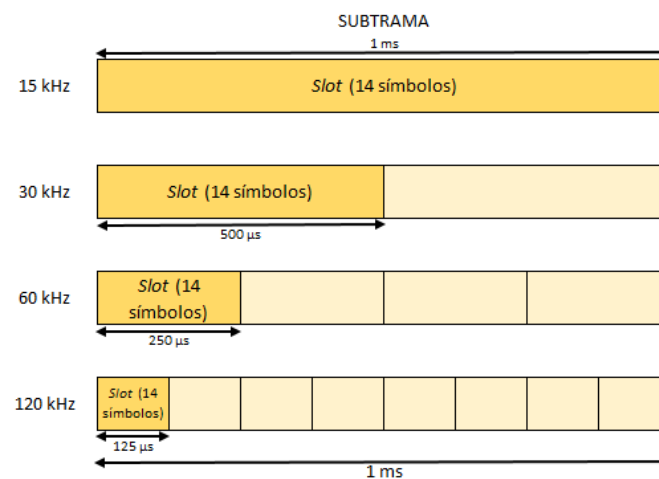 SUBTRAMA
1 ms
15 kHz
Slot (14 símbolos)
30 kHz
Slot (14 símbolos)
500 µs
60 kHz
Slot (14
símbolos)
250 µs
120 kHz
Slot (14
símbolos)
125 µs
1 ms